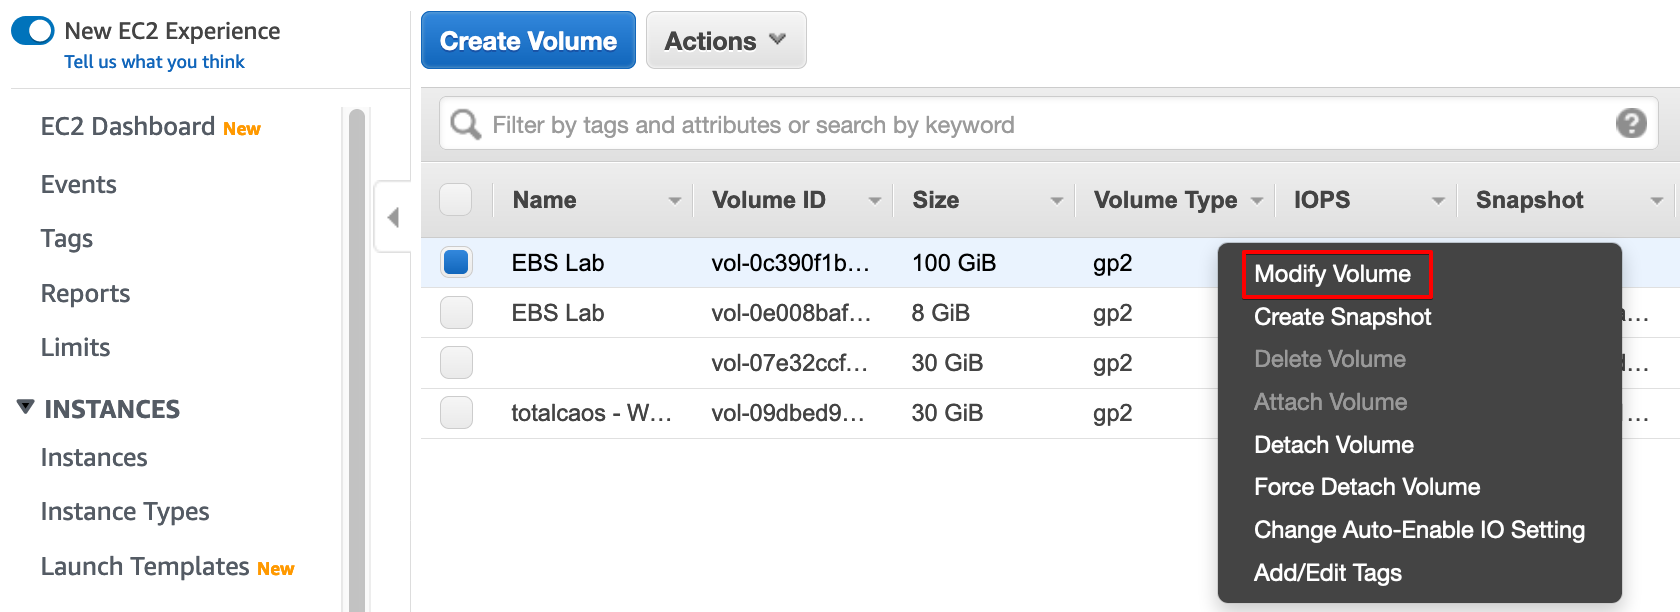 New EC2 Experience
Tell us what you think
EC2 Dashboard New
Events
Tags
Reports
Limits
INSTANCES
Instances
Instance Types
Launch Templates New
Create Volume Actions
Filter by tags and attributes or search by keyword ?
Name Volume ID Size Volume Type IOPS Snapshot
EBS Lab vol-0c390f1b... 100 GiB gp2
EBS Lab vol-0e008baf... 8 GiB gp2
vol-07e32ccf... 30 GiB gp2
totalcaos - W... vol-09dbed9... 30 GiB gp2
Modify Volume
Create Snapshot
Delete Volume
Attach Volume
Detach Volume
Force Detach Volume
Change Auto-Enable IO Setting
Add/Edit Tags